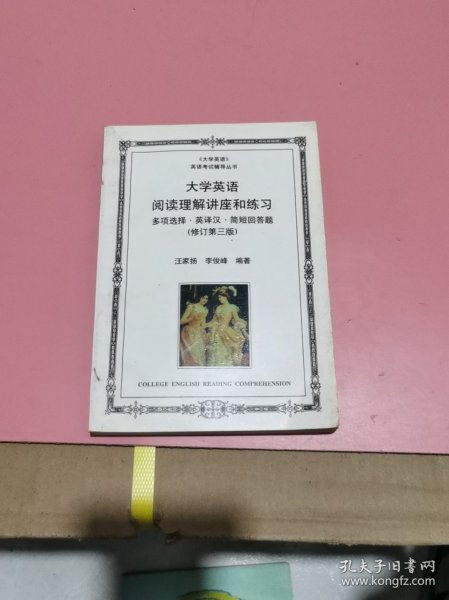 《大学英语》
英语考试辅导丛书
大学英语
阅读理解讲座和练习
多项选择·英译汉·简短回答题
(修订第三版)
汪家扬 李俊峰 编著
COLLEGE ENGLISH READING COMPREHENSION
孔夫子旧书网
www.kongfz.com